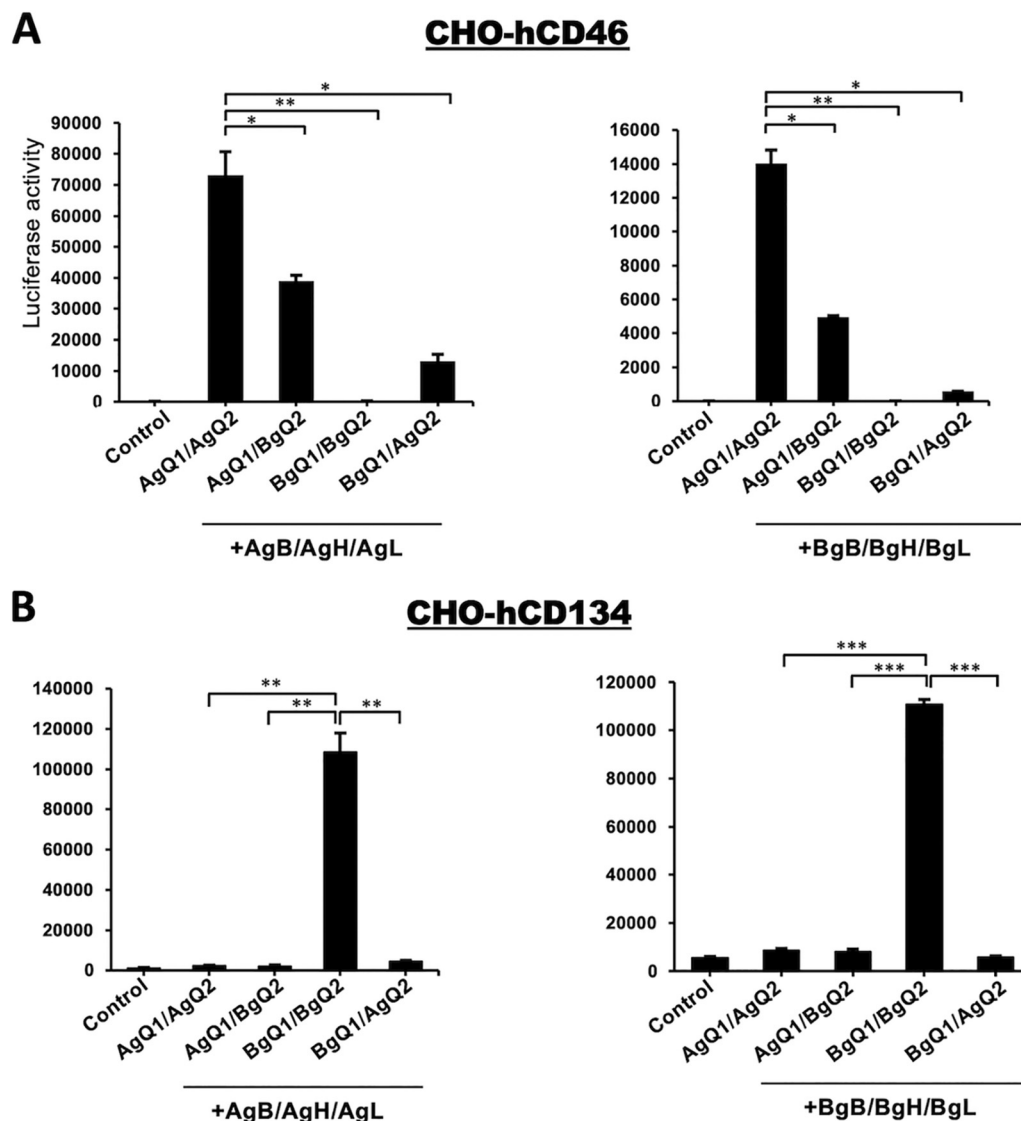 A
CHO-hCD46
*
**
*
90000
80000
70000
60000
50000
40000
30000
20000
10000
0
Luciferase activity
Control
AgQ1/AgQ2
AgQ1/BgQ2
BgQ1/BgQ2
BgQ1/AgQ2
+AgB/AgH/AgL
*
**
*
16000
14000
12000
10000
8000
6000
4000
2000
0
Control
AgQ1/AgQ2
AgQ1/BgQ2
BgQ1/BgQ2
BgQ1/AgQ2
+BgB/BgH/BgL
B
CHO-hCD134
**
** **
140000
120000
100000
80000
60000
40000
20000
0
Control
AgQ1/AgQ2
AgQ1/BgQ2
BgQ1/BgQ2
BgQ1/AgQ2
+AgB/AgH/AgL
***
*** ***
120000
100000
80000
60000
40000
20000
0
Control
AgQ1/AgQ2
AgQ1/BgQ2
BgQ1/BgQ2
BgQ1/AgQ2
+BgB/BgH/BgL